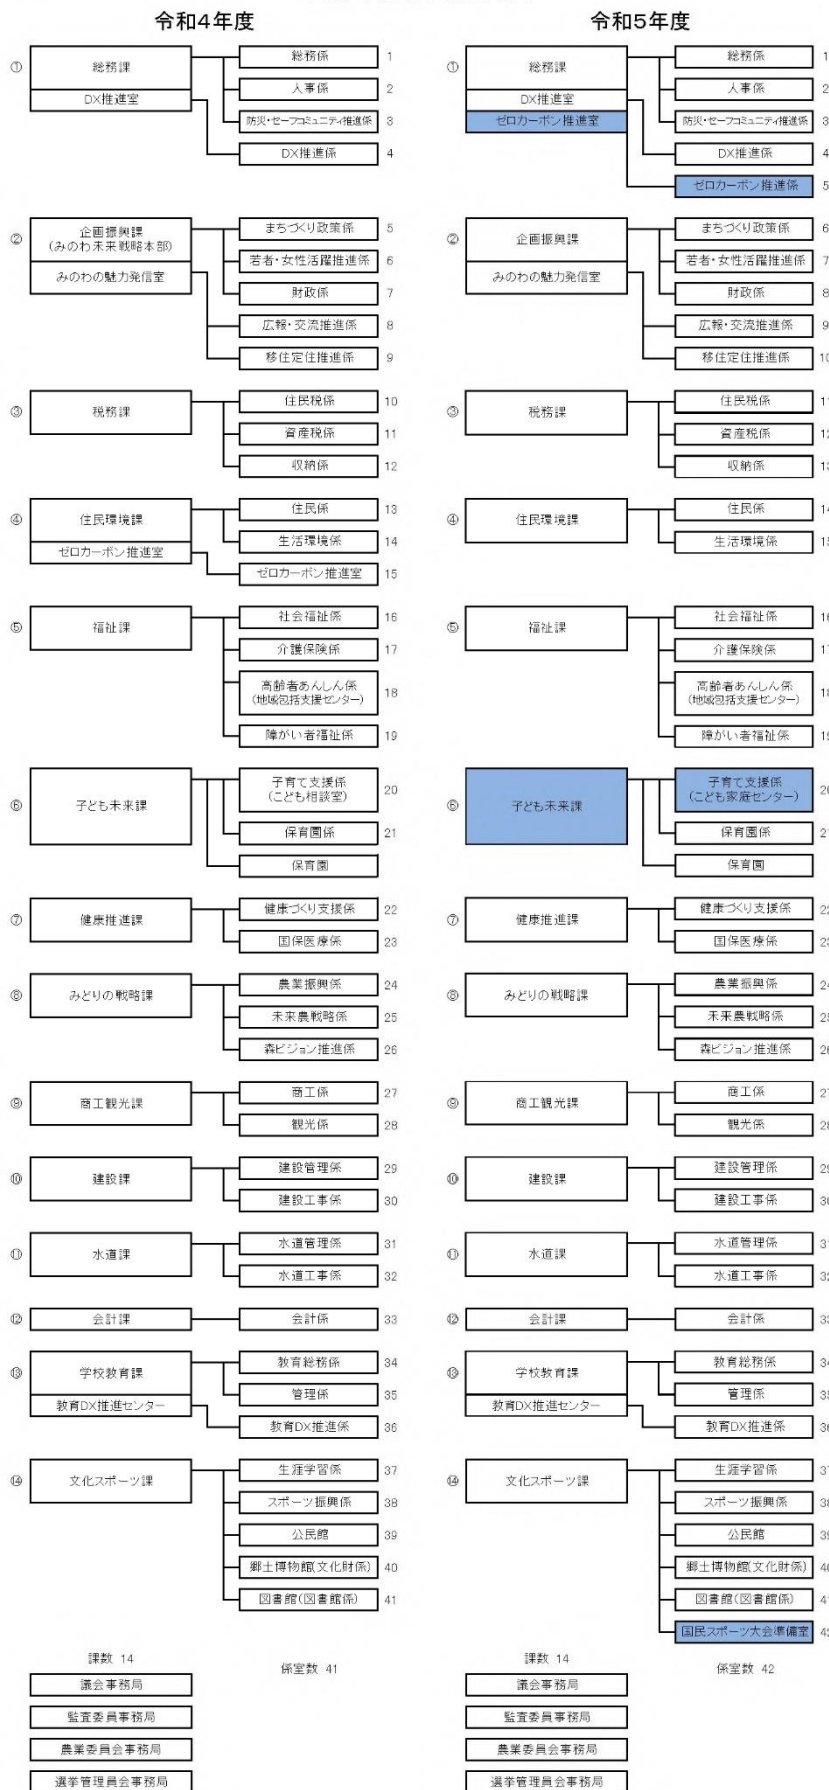 令和4年度
① 総務課
DX推進室
総務係 1
人事係 2
防災・セーフコミュニティ推進係 3
DX推進係 4
② 企画振興課
(みのわ未来戦略本部)
みのわの魅力発信室
まちづくり政策係 5
若者・女性活躍推進係 6
財政係 7
広報・交流推進係 8
移住定住推進係 9
③ 税務課
住民税係 10
資産税係 11
収納係 12
④ 住民環境課
ゼロカーボン推進室
住民係 13
生活環境係 14
ゼロカーボン推進室 15
⑤ 福祉課
社会福祉係 16
介護保険係 17
高齢者あんしん係
(地域包括支援センター) 18
障がい者福祉係 19
⑥ 子ども未来課
子育て支援係
(こども相談室) 20
保育園係 21
保育園
⑦ 健康推進課
健康づくり支援係 22
国保医療係 23
⑧ みどりの戦略課
農業振興係 24
未来農戦略係 25
森ビジョン推進係 26
⑨ 商工観光課
商工係 27
観光係 28
⑩ 建設課
建設管理係 29
建設工事係 30
⑪ 水道課
水道管理係 31
水道工事係 32
⑫ 会計課
会計係 33
⑬ 学校教育課
教育DX推進センター
教育総務係 34
管理係 35
教育DX推進係 36
⑭ 文化スポーツ課
生涯学習係 37
スポーツ振興係 38
公民館 39
郷土博物館(文化財係) 40
図書館(図書館係) 41
課数 14
係室数 41
議会事務局
監査委員事務局
農業委員会事務局
選挙管理員会事務局
令和5年度
① 総務課
DX推進室
ゼロカーボン推進室
総務係 1
人事係 2
防災・セーフコミュニティ推進係 3
DX推進係 4
ゼロカーボン推進係 5
② 企画振興課
みのわの魅力発信室
まちづくり政策係 6
若者・女性活躍推進係 7
財政係 8
広報・交流推進係 9
移住定住推進係 10
③ 税務課
住民税係 11
資産税係 12
収納係 13
④ 住民環境課
住民係 14
生活環境係 15
⑤ 福祉課
社会福祉係 16
介護保険係 17
高齢者あんしん係
(地域包括支援センター) 18
障がい者福祉係 19
⑥ 子ども未来課
子育て支援係
(こども家庭センター) 20
保育園係 21
保育園
⑦ 健康推進課
健康づくり支援係 22
国保医療係 23
⑧ みどりの戦略課
農業振興係 24
未来農戦略係 25
森ビジョン推進係 26
⑨ 商工観光課
商工係 27
観光係 28
⑩ 建設課
建設管理係 29
建設工事係 30
⑪ 水道課
水道管理係 31
水道工事係 32
⑫ 会計課
会計係 33
⑬ 学校教育課
教育DX推進センター
教育総務係 34
管理係 35
教育DX推進係 36
⑭ 文化スポーツ課
生涯学習係 37
スポーツ振興係 38
公民館 39
郷土博物館(文化財係) 40
図書館(図書館係) 41
国民スポーツ大会準備室 42
課数 14
係室数 42
議会事務局
監査委員事務局
農業委員会事務局
選挙管理員会事務局